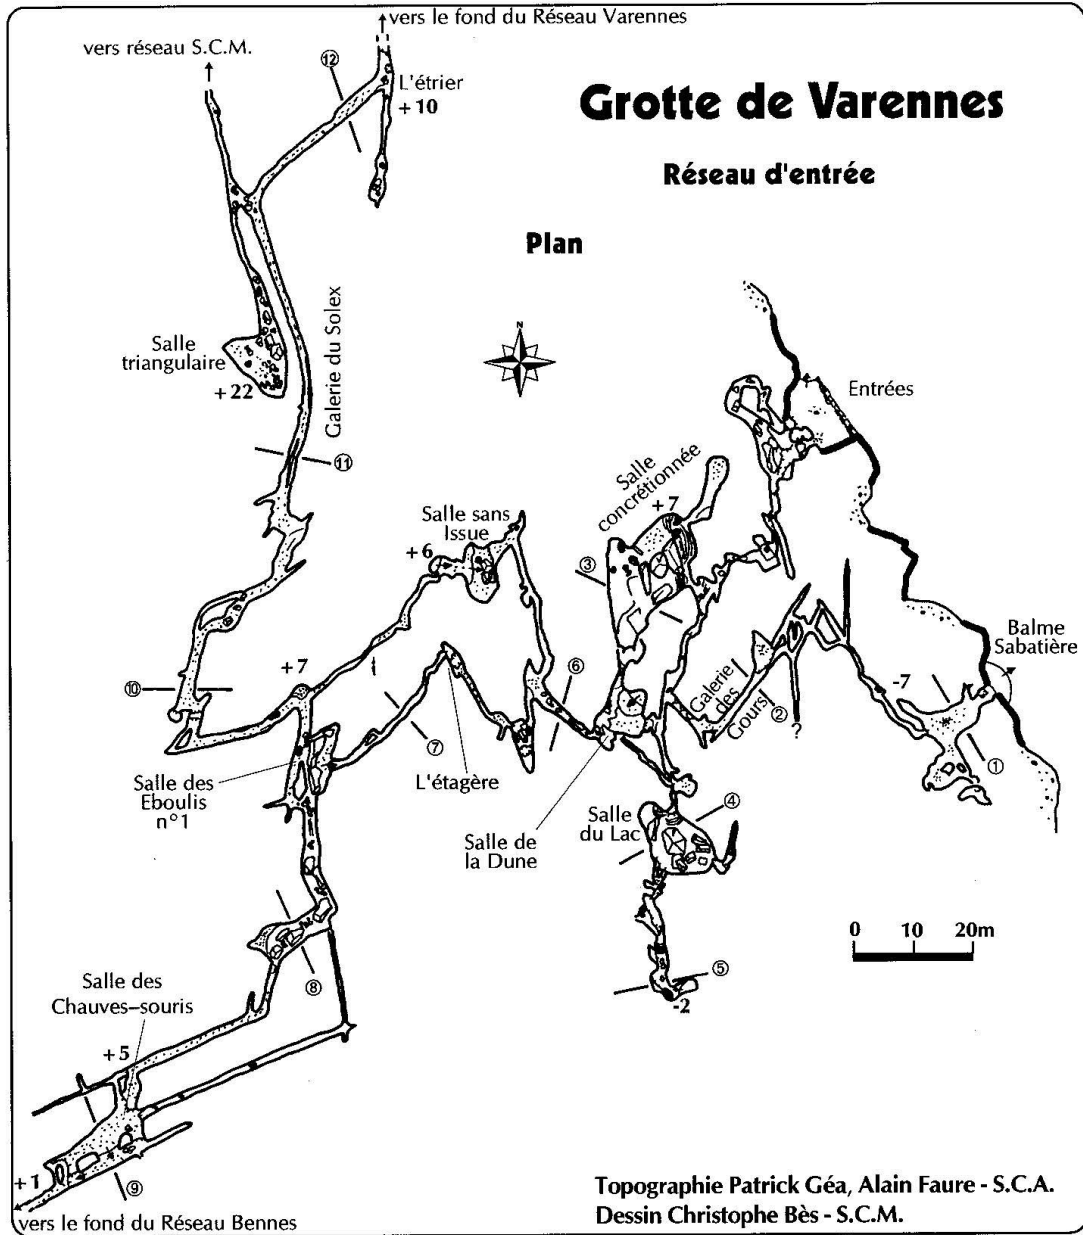 vers le fond du Réseau Varennes
vers réseau S.C.M.
⑫
L'étrier
+ 10
Grotte de Varennes
Réseau d'entrée
Plan
N
Salle
triangulaire
+ 22
Galerie du Solex
⑪
Entrées
Salle
concrétionnée
+ 7
Salle sans
Issue
+ 6
③
Balme
Sabatière
-7
①
+7
⑩
⑥
Galerie
des
Gours
②
?
⑦
L'étagère
Salle des
Eboulis
n°1
Salle de
la Dune
Salle
du Lac
④
0 10 20m
⑤
-2
⑧
Salle des
Chauves–souris
+5
+1
⑨
vers le fond du Réseau Bennes
Topographie Patrick Géa, Alain Faure - S.C.A.
Dessin Christophe Bès - S.C.M.